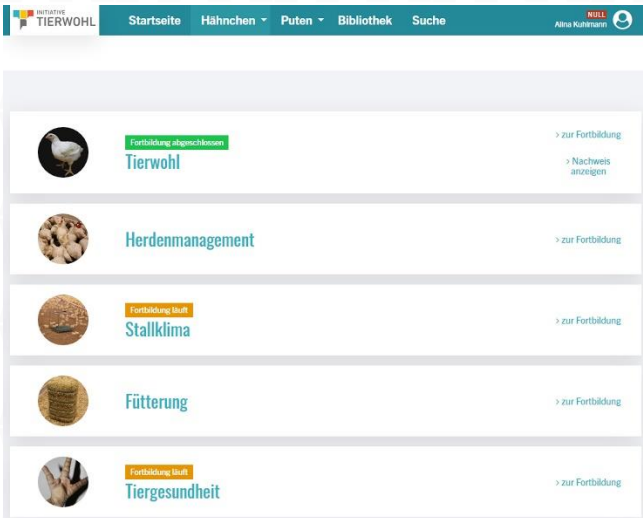 INITIATIVE
TIERWOHL
Startseite Hähnchen Puten Bibliothek Suche
NULL
Alina Kuhlmann
Fortbildung abgeschlossen
Tierwohl
> zur Fortbildung
> Nachweis
anzeigen
Herdenmanagement
> zur Fortbildung
Fortbildung läuft
Stallklima
> zur Fortbildung
Fütterung
> zur Fortbildung
Fortbildung läuft
Tiergesundheit
> zur Fortbildung